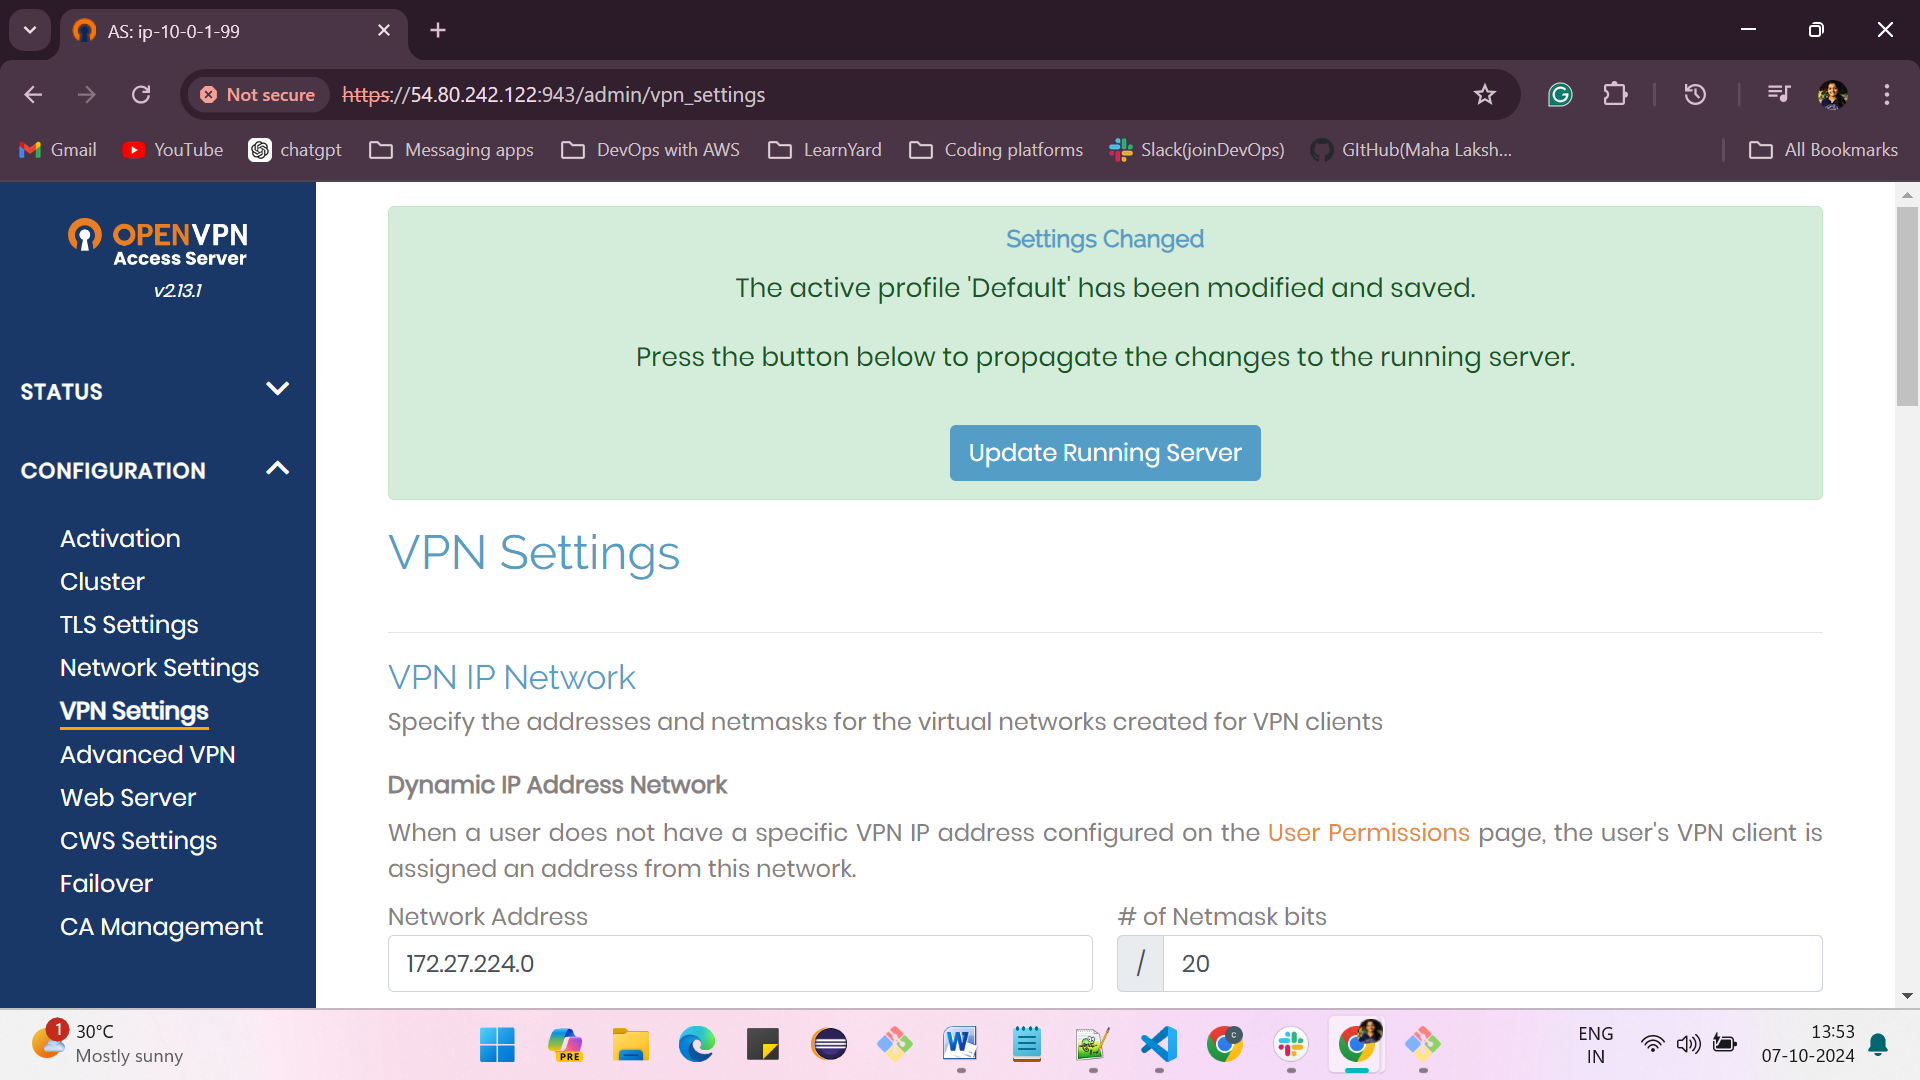 AS: ip-10-0-1-99
Not secure
https://54.80.242.122:943/admin/vpn_settings
Gmail
YouTube
chatgpt
Messaging apps
DevOps with AWS
LearnYard
Coding platforms
Slack(joinDevOps)
GItHub(Maha Laksh...
All Bookmarks
OPENVPN
Access Server
v2.13.1
STATUS
CONFIGURATION
Activation
Cluster
TLS Settings
Network Settings
VPN Settings
Advanced VPN
Web Server
CWS Settings
Failover
CA Management
Settings Changed
The active profile 'Default' has been modified and saved.
Press the button below to propagate the changes to the running server.
Update Running Server
VPN Settings
VPN IP Network
Specify the addresses and netmasks for the virtual networks created for VPN clients
Dynamic IP Address Network
When a user does not have a specific VPN IP address configured on the User Permissions page, the user's VPN client is
assigned an address from this network.
Network Address
# of Netmask bits
172.27.224.0
/ 20
1
30°C
Mostly sunny
PRE
W
C
ENG
IN
13:53
07-10-2024